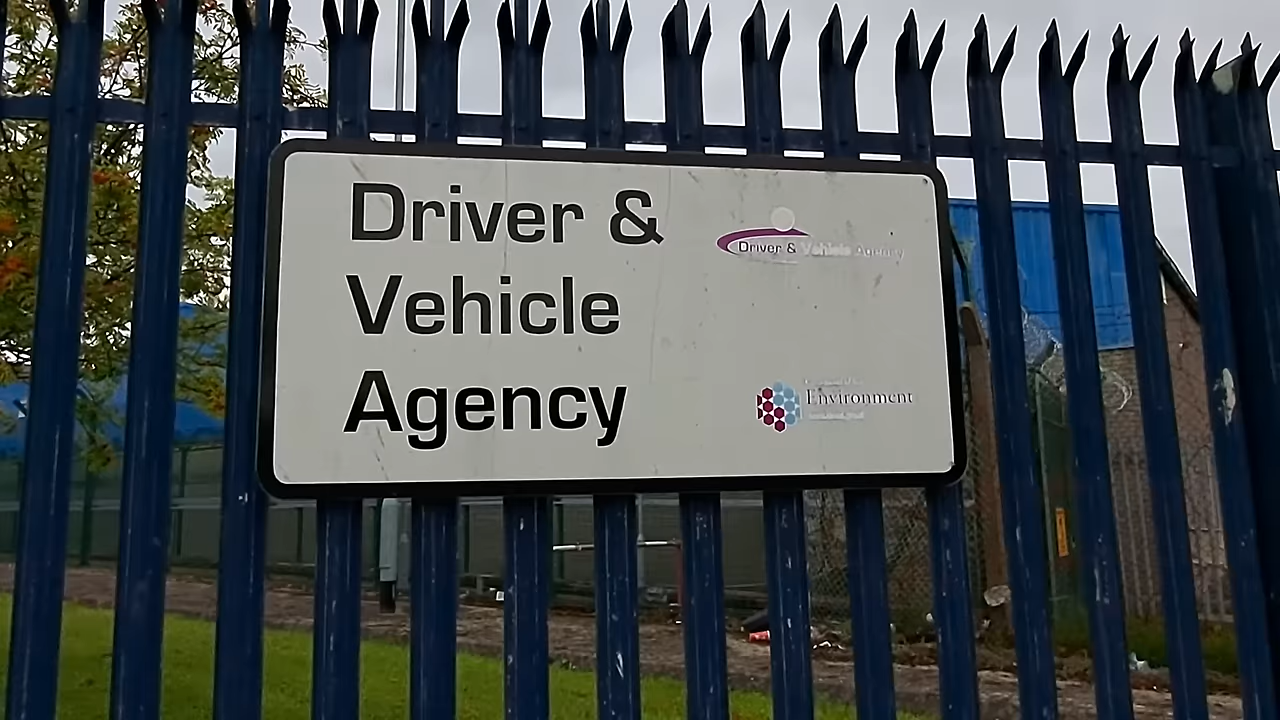 Driver &
Vehicle
Agency
Driver & Vehicle Agency
Environment